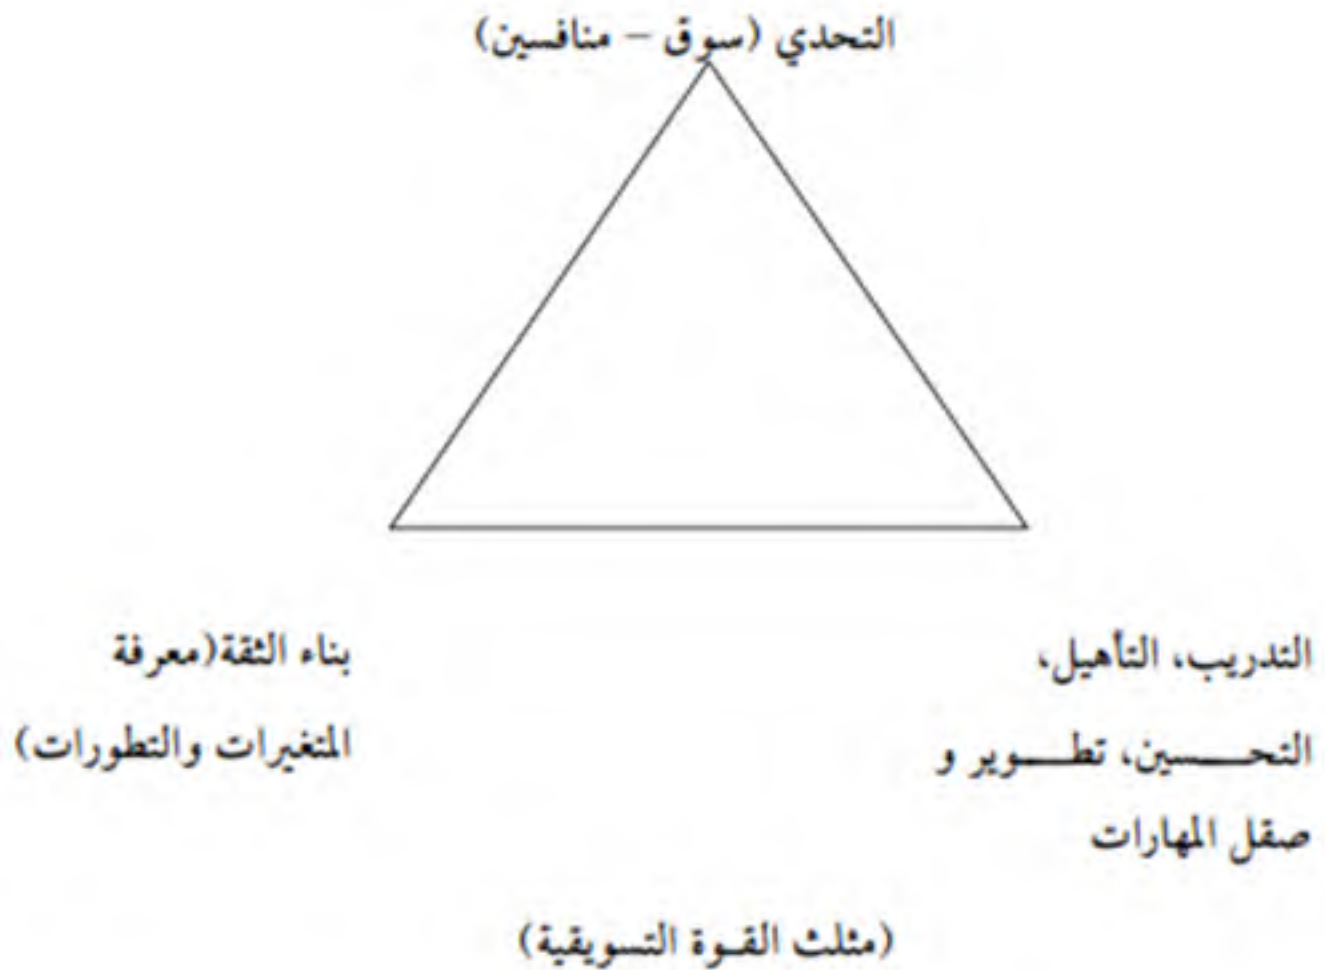 التحدي (سوق – منافسين)
التدريب، التأهيل،
التحسين، تطوير و
صقل المهارات
بناء الثقة(معرفة
المتغيرات والتطورات)
(مثلث القوة التسويقية)